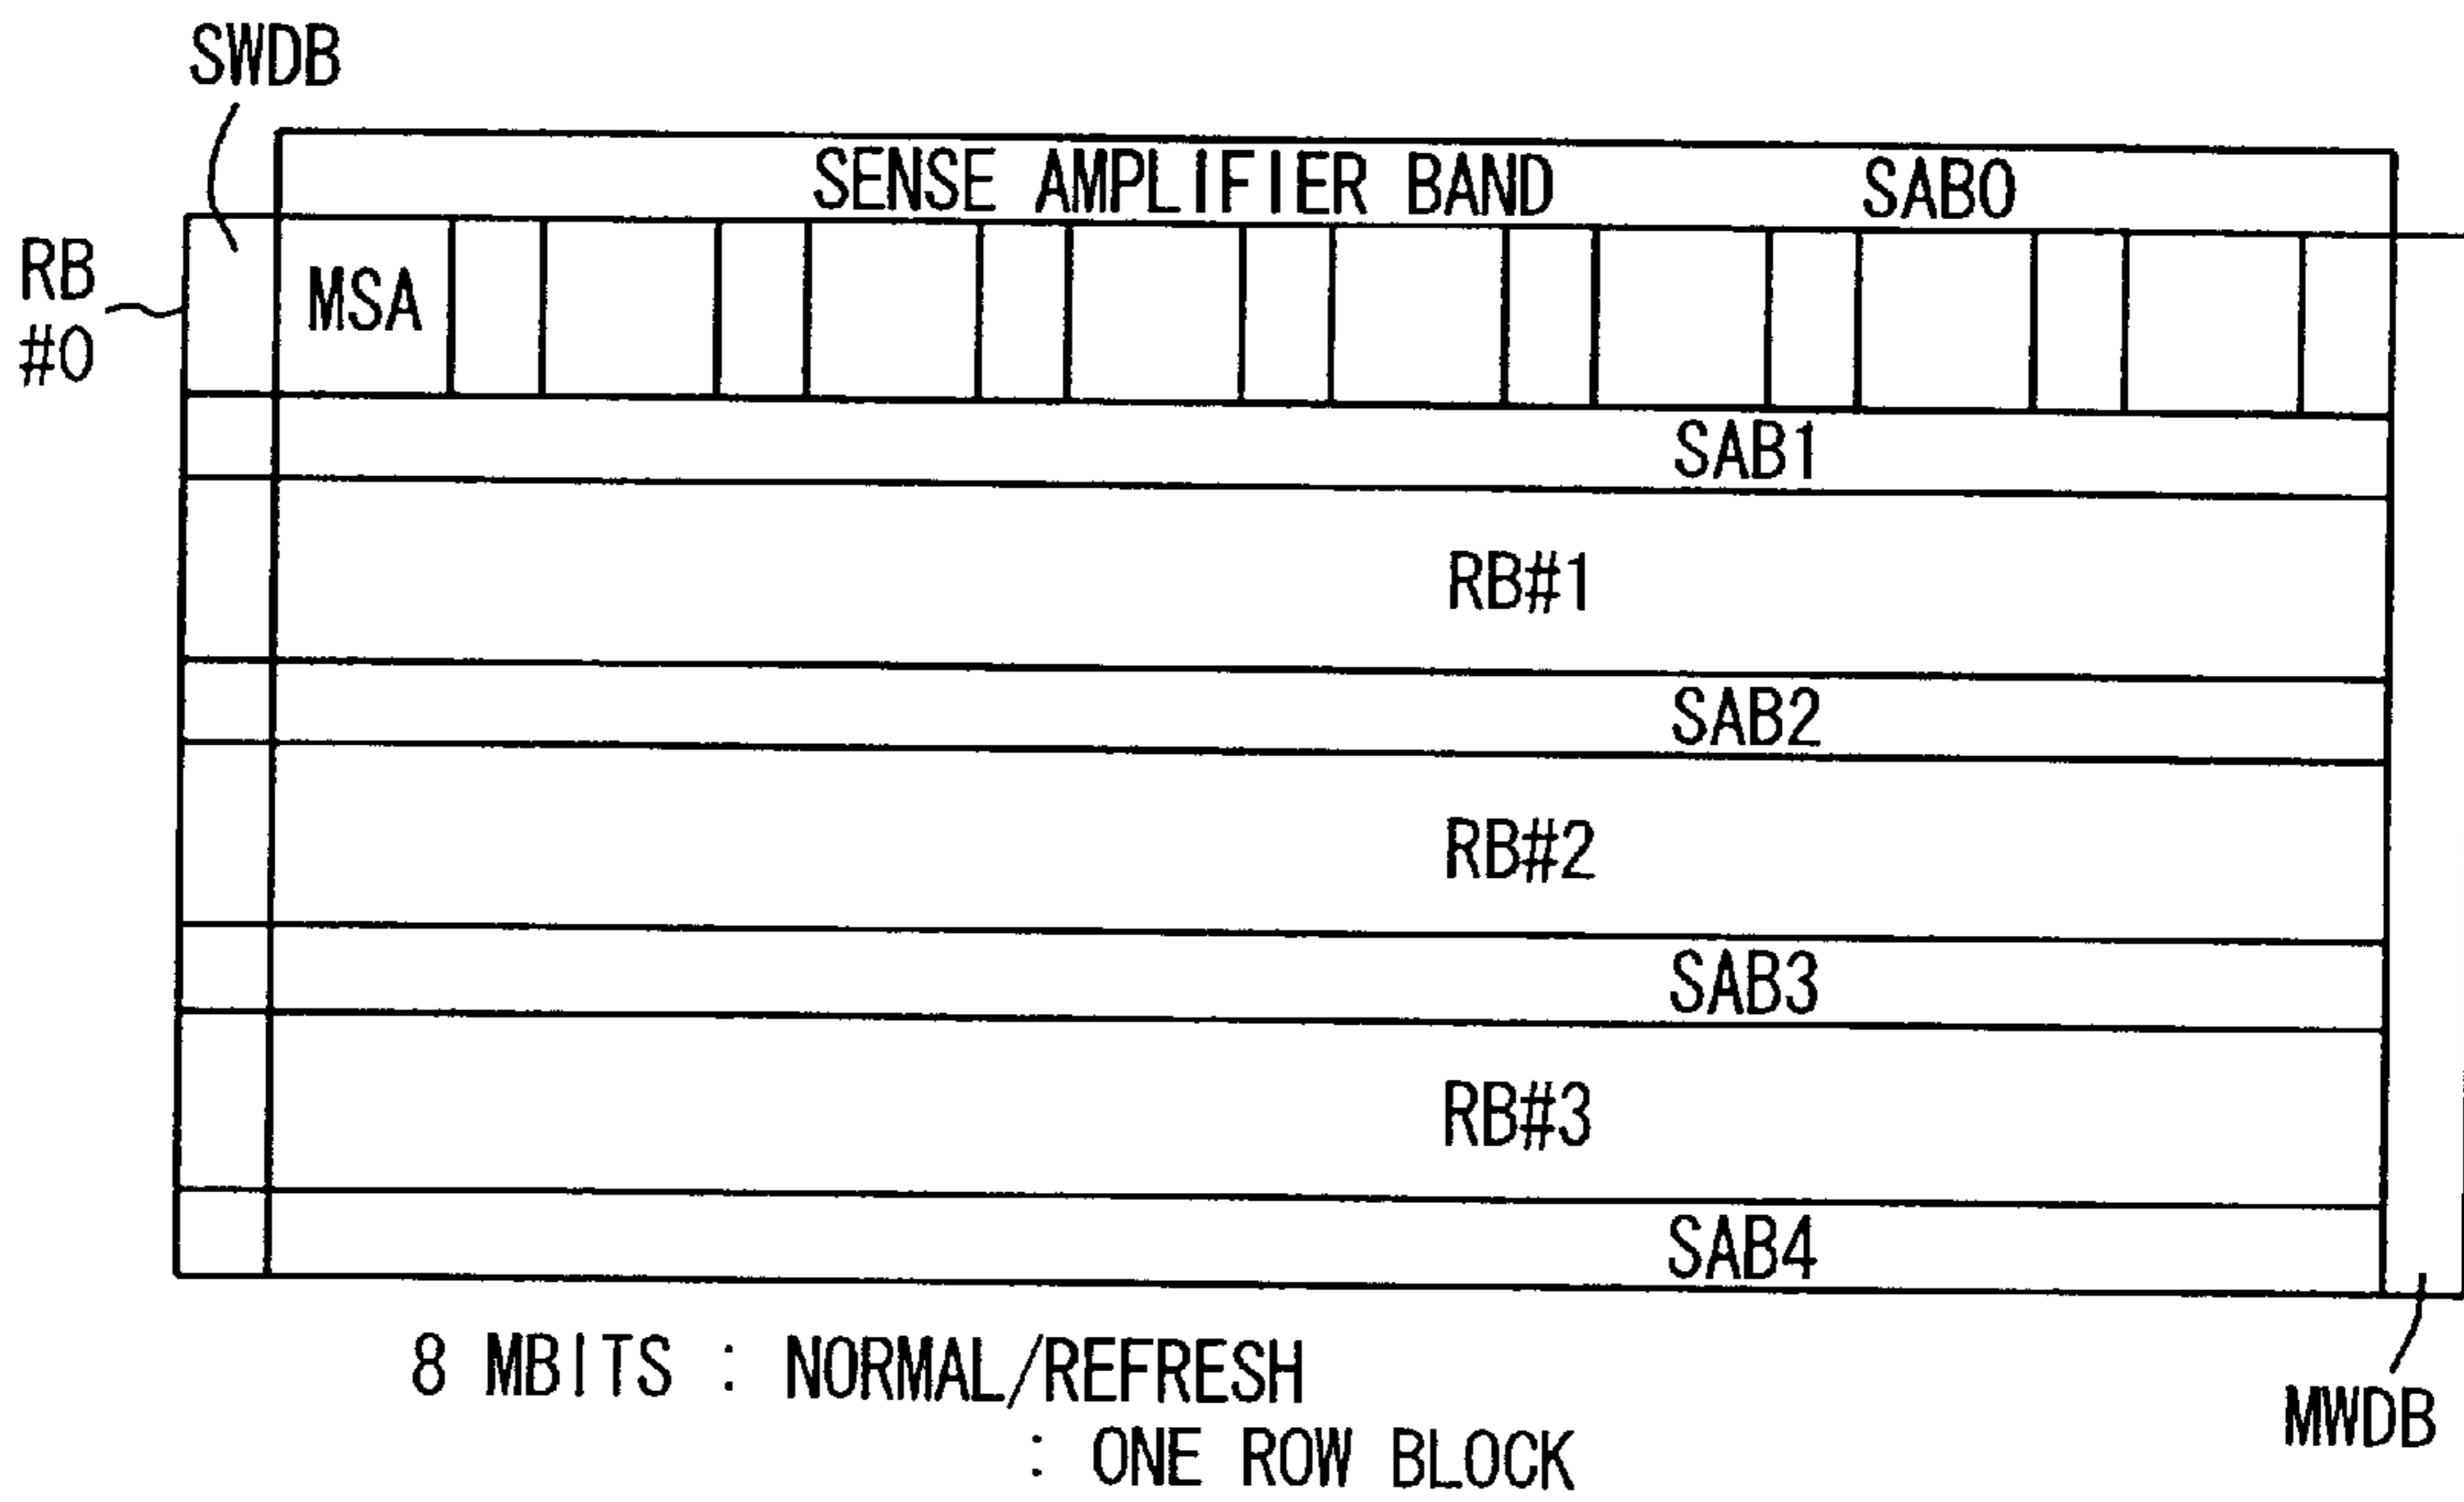 SWDB
SENSE AMPLIFIER BAND SAB0
RB
#0
MSA
SAB1
RB#1
SAB2
RB#2
SAB3
RB#3
SAB4
8 MBITS : NORMAL/REFRESH
: ONE ROW BLOCK
MWDB